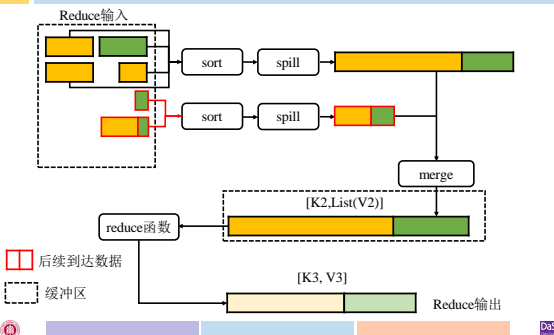 Reduce输入
sort
spill
sort
spill
merge
[K2,List(V2)]
reduce函数
后续到达数据
[K3, V3]
缓冲区
Reduce输出